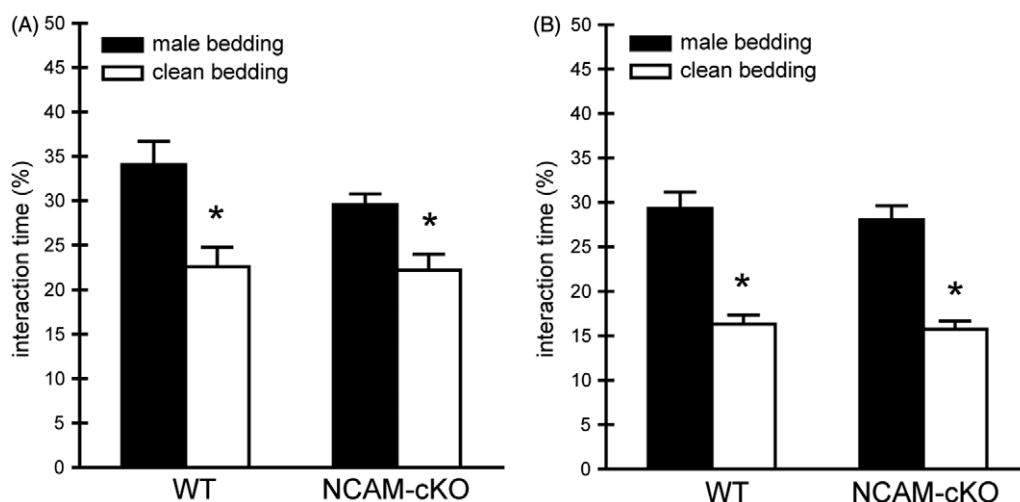 (A)
male bedding
clean bedding
interaction time (%)
50
45
40
35
30
25
20
15
10
5
0
*
*
WT
NCAM-cKO
(B)
male bedding
clean bedding
interaction time (%)
50
45
40
35
30
25
20
15
10
5
0
*
*
WT
NCAM-cKO